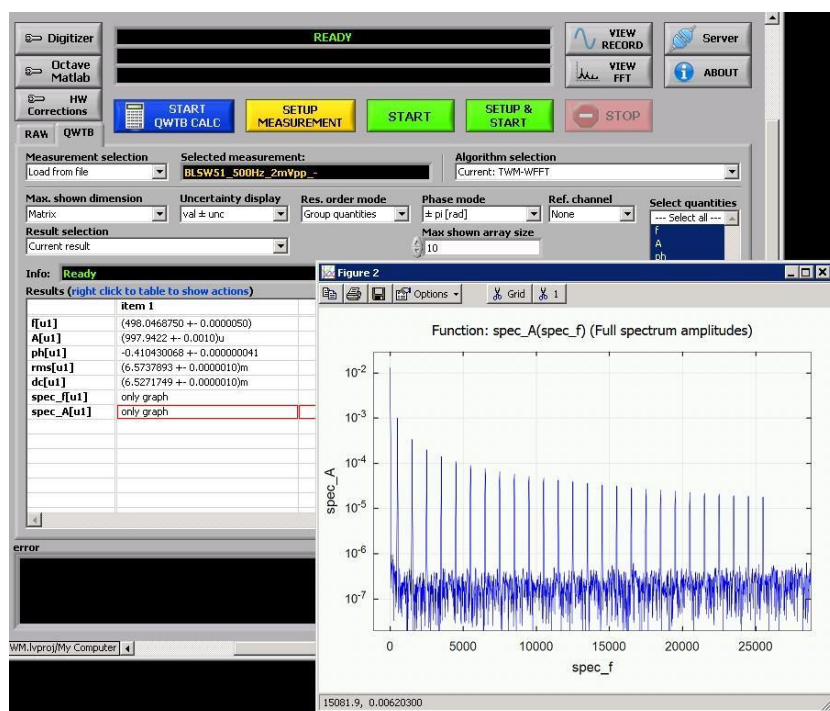 Digitizer
READY
VIEW RECORD
Server
Octave Matlab
VIEW FFT
ABOUT
HW Corrections
START QWTB CALC
SETUP MEASUREMENT
START
SETUP & START
STOP
RAW QWTB
Measurement selection
Selected measurement:
Algorithm selection
Load from file
BLSW51_500Hz_2mVpp_-
Current: TWM-WFFT
Max. shown dimension
Uncertainty display
Res. order mode
Phase mode
Ref. channel
Select quantities
Matrix
val ± unc
Group quantities
± pi [rad]
None
--- Select all ---
Result selection
Max shown array size
f
Current result
10
A
ph
Info: Ready
Results (right click to table to show actions)
item 1
f[u1] (498.0468750 +- 0.0000050)
A[u1] (997.9422 +- 0.0010)u
ph[u1] -0.410430068 +- 0.000000041
rms[u1] (6.5737893 +- 0.0000010)m
dc[u1] (6.5271749 +- 0.0000010)m
spec_f[u1] only graph
spec_A[u1] only graph
error
WM.lvproj/My Computer
Figure 2
Options Grid 1
Function: spec_A(spec_f) (Full spectrum amplitudes)
10-2
10-3
10-4
10-5
10-6
10-7
spec_A
0 5000 10000 15000 20000 25000
spec_f
15081.9, 0.00620300